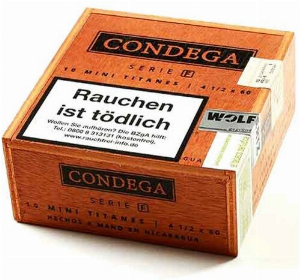 CONDEGA
SERIE F
10 MINI TITANES | 4 1/2 x 60
Rauchen
ist tödlich
Wollen Sie aufhören? Die BZgA hilft:
Tel.: 0800 8 313131 (kostenfrei),
www.rauchfrei-info.de
WOLF
GUA
CONDEGA
SERIE F
10 MINI TITANES | 4 1/2 x 60
HECHOS A MANO EN NICARAGUA